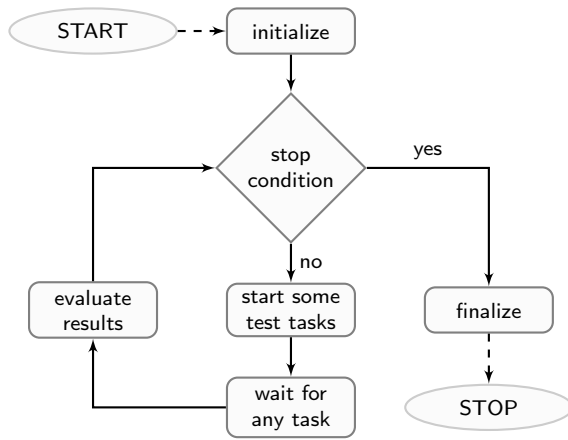 START
initialize
stop
condition
yes
no
evaluate
results
start some
test tasks
finalize
wait for
any task
STOP